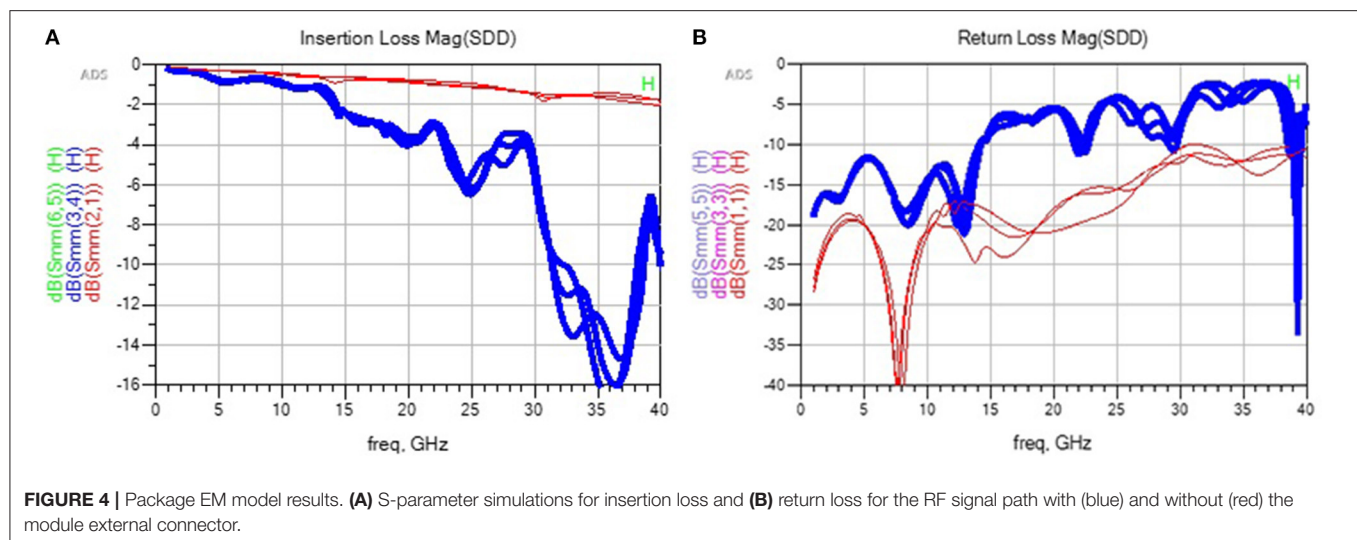 A
Insertion Loss Mag(SDD)
ADS
H
dB(Smm(6,5)) (H)
dB(Smm(3,4)) (H)
dB(Smm(2,1)) (H)
0
-2
-4
-6
-8
-10
-12
-14
-16
0 5 10 15 20 25 30 35 40
freq, GHz
B
Return Loss Mag(SDD)
ADS
H
dB(Smm(5,5)) (H)
dB(Smm(3,3)) (H)
dB(Smm(1,1)) (H)
0
-5
-10
-15
-20
-25
-30
-35
-40
0 5 10 15 20 25 30 35 40
freq, GHz
FIGURE 4 | Package EM model results. (A) S-parameter simulations for insertion loss and (B) return loss for the RF signal path with (blue) and without (red) the
module external connector.